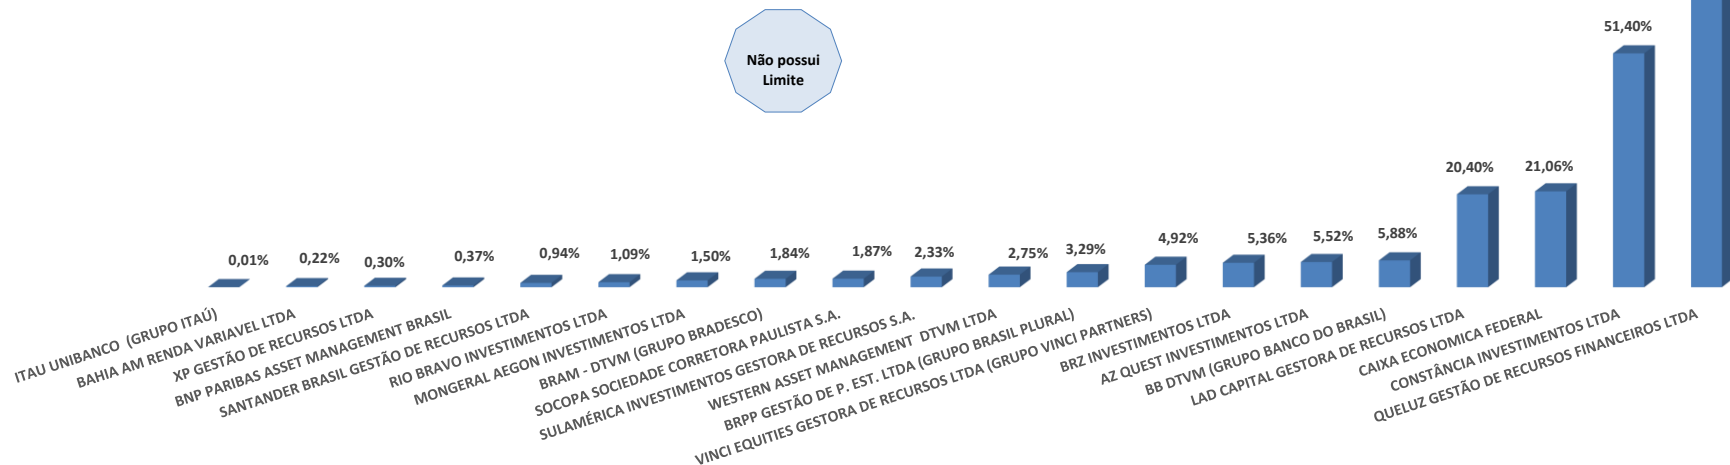 51,40%
Não possui
Limite
20,40%
21,06%
0,01%
0,22%
0,30%
0,37%
0,94%
1,09%
1,50%
1,84%
1,87%
2,33%
2,75%
3,29%
4,92%
5,36%
5,52%
5,88%
ITAU UNIBANCO (GRUPO ITAÚ)
BAHIA AM RENDA VARIAVEL LTDA
XP GESTÃO DE RECURSOS LTDA
BNP PARIBAS ASSET MANAGEMENT BRASIL
SANTANDER BRASIL GESTÃO DE RECURSOS LTDA
RIO BRAVO INVESTIMENTOS LTDA
MONGERAL AEGON INVESTIMENTOS LTDA
BRAM - DTVM (GRUPO BRADESCO)
SOCOPA SOCIEDADE CORRETORA PAULISTA S.A.
SULAMÉRICA INVESTIMENTOS GESTORA DE RECURSOS S.A.
WESTERN ASSET MANAGEMENT DTVM LTDA
BRPP GESTÃO DE P. EST. LTDA (GRUPO BRASIL PLURAL)
VINCI EQUITIES GESTORA DE RECURSOS LTDA (GRUPO VINCI PARTNERS)
BRZ INVESTIMENTOS LTDA
AZ QUEST INVESTIMENTOS LTDA
BB DTVM (GRUPO BANCO DO BRASIL)
LAD CAPITAL GESTORA DE RECURSOS LTDA
CAIXA ECONOMICA FEDERAL
CONSTÂNCIA INVESTIMENTOS LTDA
QUELUZ GESTÃO DE RECURSOS FINANCEIROS LTDA